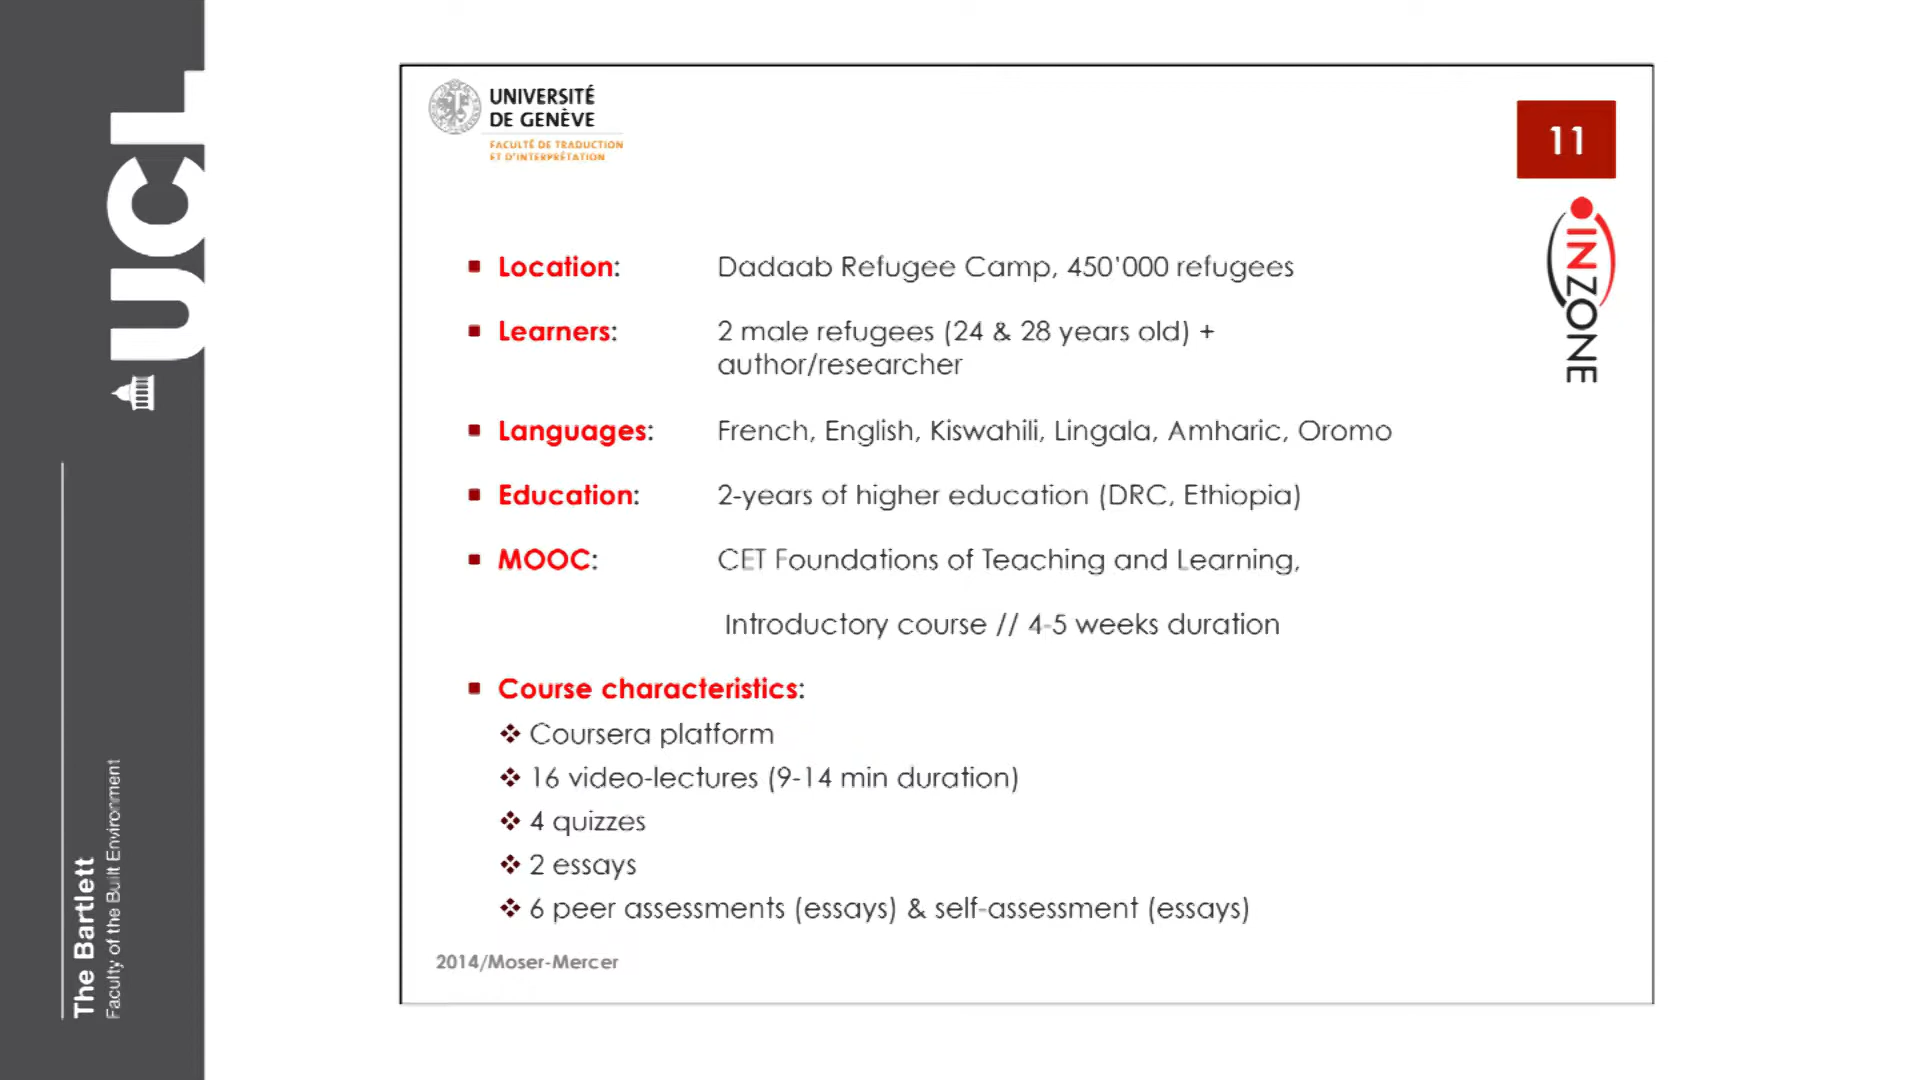 UCL
The Bartlett
Faculty of the Built Environment
UNIVERSITÉ
DE GENÈVE
FACULTÉ DE TRADUCTION
ET D'INTERPRÉTATION
11
INZONE
Location: Dadaab Refugee Camp, 450'000 refugees
Learners: 2 male refugees (24 & 28 years old) +
author/researcher
Languages: French, English, Kiswahili, Lingala, Amharic, Oromo
Education: 2-years of higher education (DRC, Ethiopia)
MOOC: CET Foundations of Teaching and Learning,
Introductory course // 4-5 weeks duration
Course characteristics:
Coursera platform
16 video-lectures (9-14 min duration)
4 quizzes
2 essays
6 peer assessments (essays) & self-assessment (essays)
2014/Moser-Mercer